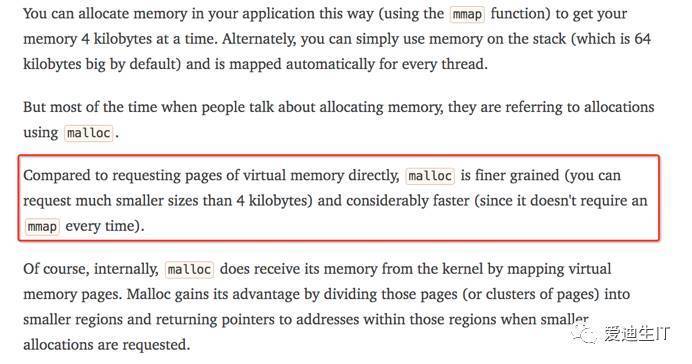 You can allocate memory in your application this way (using the mmap function) to get your
memory 4 kilobytes at a time. Alternately, you can simply use memory on the stack (which is 64
kilobytes big by default) and is mapped automatically for every thread.
But most of the time when people talk about allocating memory, they are referring to allocations
using malloc.
Compared to requesting pages of virtual memory directly, malloc is finer grained (you can
request much smaller sizes than 4 kilobytes) and considerably faster (since it doesn't require an
mmap every time).
Of course, internally, malloc does receive its memory from the kernel by mapping virtual
memory pages. Malloc gains its advantage by dividing those pages (or clusters of pages) into
smaller regions and returning pointers to addresses within those regions when smaller
allocations are requested.
爱迪生IT